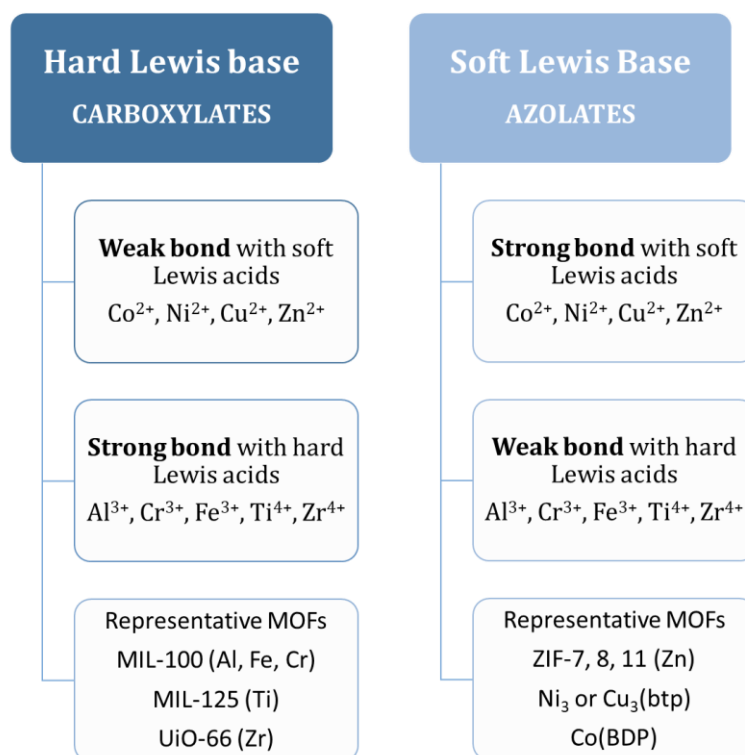 Hard Lewis base
CARBOXYLATES
Weak bond with soft
Lewis acids
Co²⁺, Ni²⁺, Cu²⁺, Zn²⁺
Strong bond with hard
Lewis acids
Al³⁺, Cr³⁺, Fe³⁺, Ti⁴⁺, Zr⁴⁺
Representative MOFs
MIL-100 (Al, Fe, Cr)
MIL-125 (Ti)
UiO-66 (Zr)
Soft Lewis Base
AZOLATES
Strong bond with soft
Lewis acids
Co²⁺, Ni²⁺, Cu²⁺, Zn²⁺
Weak bond with hard
Lewis acids
Al³⁺, Cr³⁺, Fe³⁺, Ti⁴⁺, Zr⁴⁺
Representative MOFs
ZIF-7, 8, 11 (Zn)
Ni₃ or Cu₃(btp)
Co(BDP)